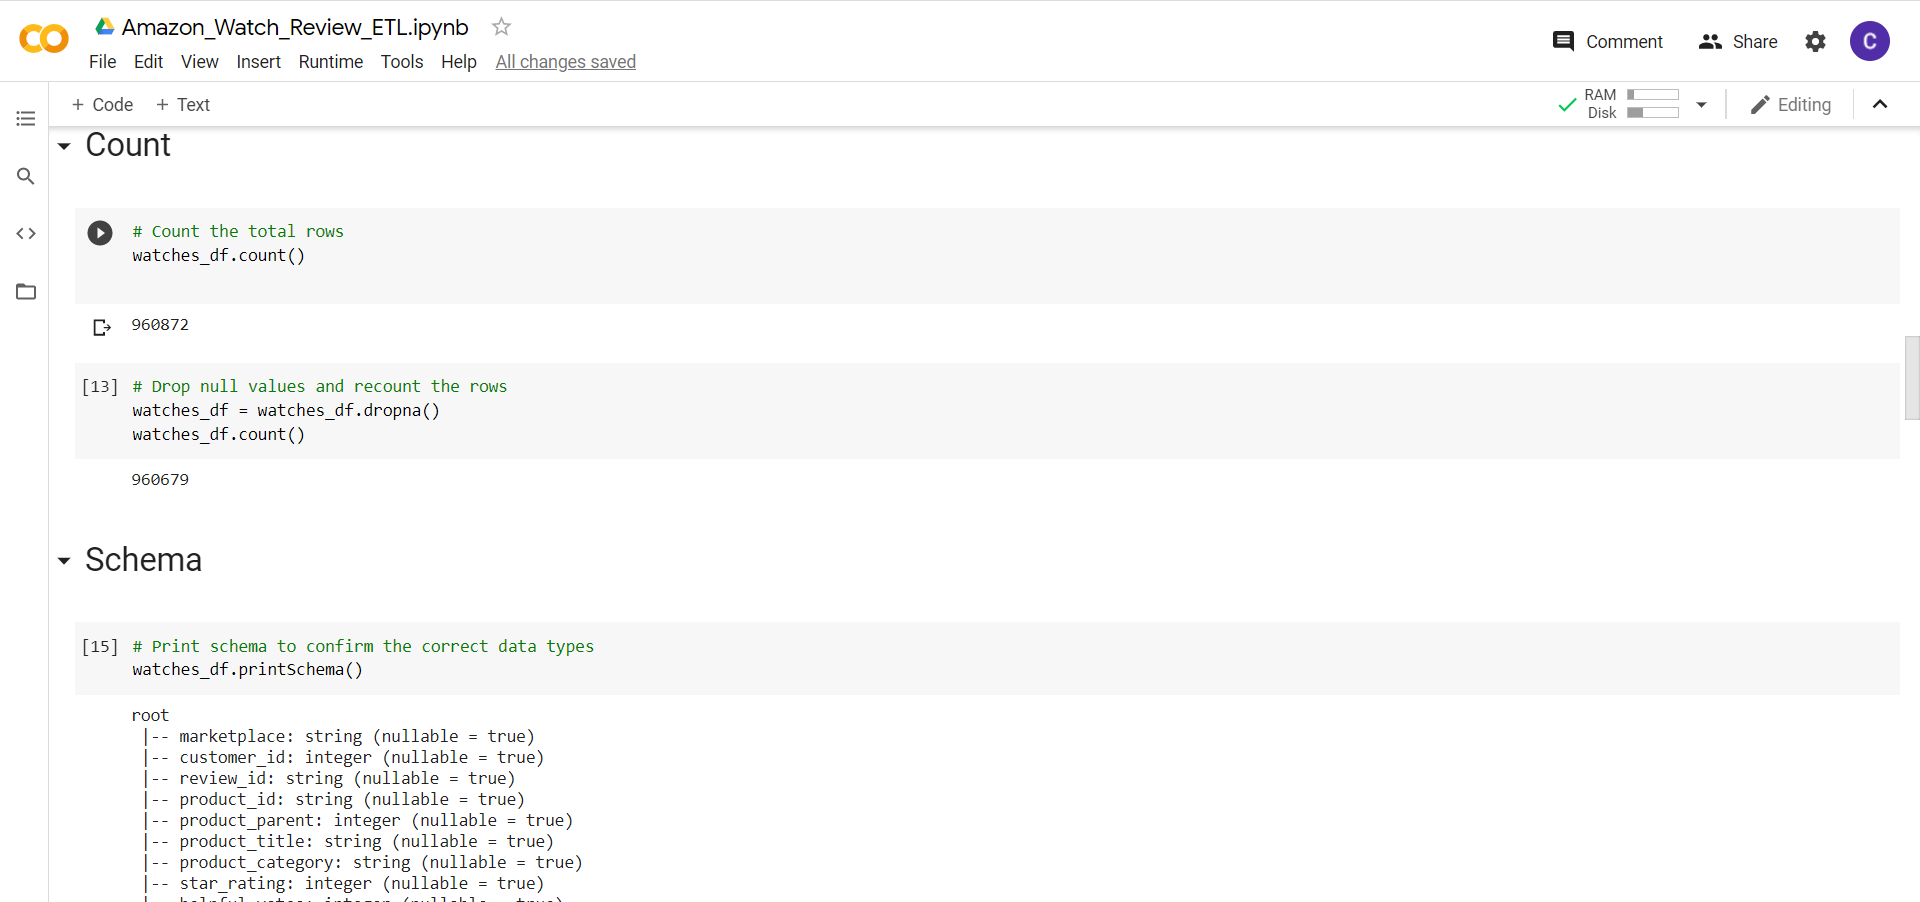 Amazon_Watch_Review_ETL.ipynb
File Edit View Insert Runtime Tools Help All changes saved
Comment Share C
+ Code + Text
RAM
Disk
Editing
Count
# Count the total rows
watches_df.count()
960872
[13] # Drop null values and recount the rows
watches_df = watches_df.dropna()
watches_df.count()
960679
Schema
[15] # Print schema to confirm the correct data types
watches_df.printSchema()
root
|-- marketplace: string (nullable = true)
|-- customer_id: integer (nullable = true)
|-- review_id: string (nullable = true)
|-- product_id: string (nullable = true)
|-- product_parent: integer (nullable = true)
|-- product_title: string (nullable = true)
|-- product_category: string (nullable = true)
|-- star_rating: integer (nullable = true)
|-- helpful_votes: integer (nullable = true)